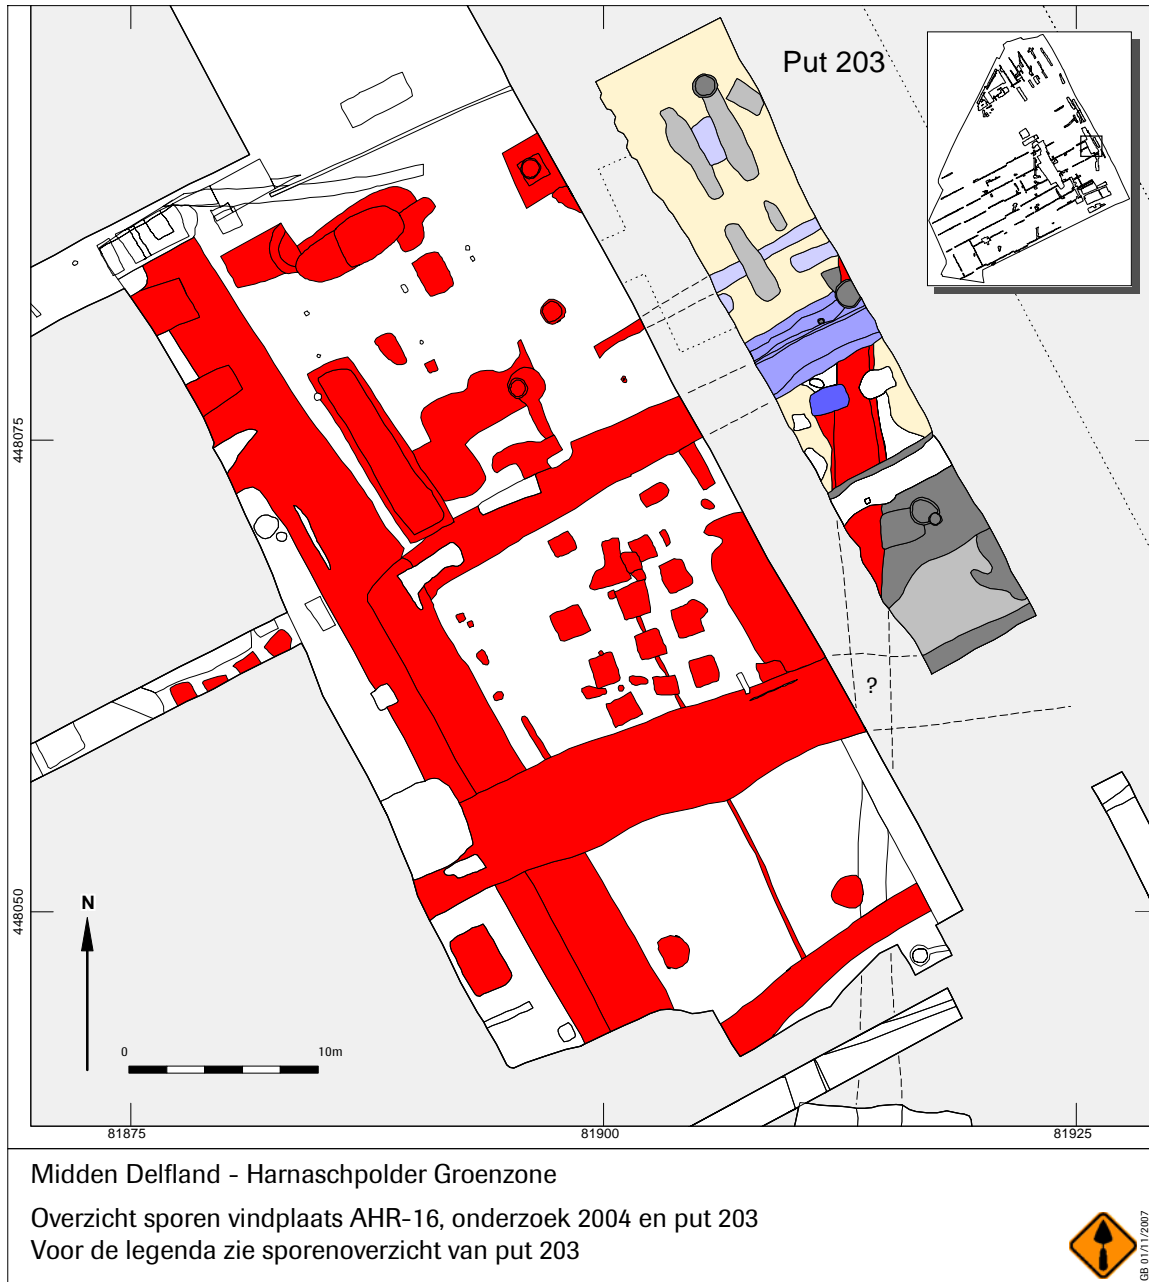 Put 203
448075
?
448050
N
0 10m
81875 81900 81925
Midden Delfland - Harnaschpolder Groenzone
Overzicht sporen vindplaats AHR-16, onderzoek 2004 en put 203
Voor de legenda zie sporenoverzicht van put 203
GB 01/11/2007